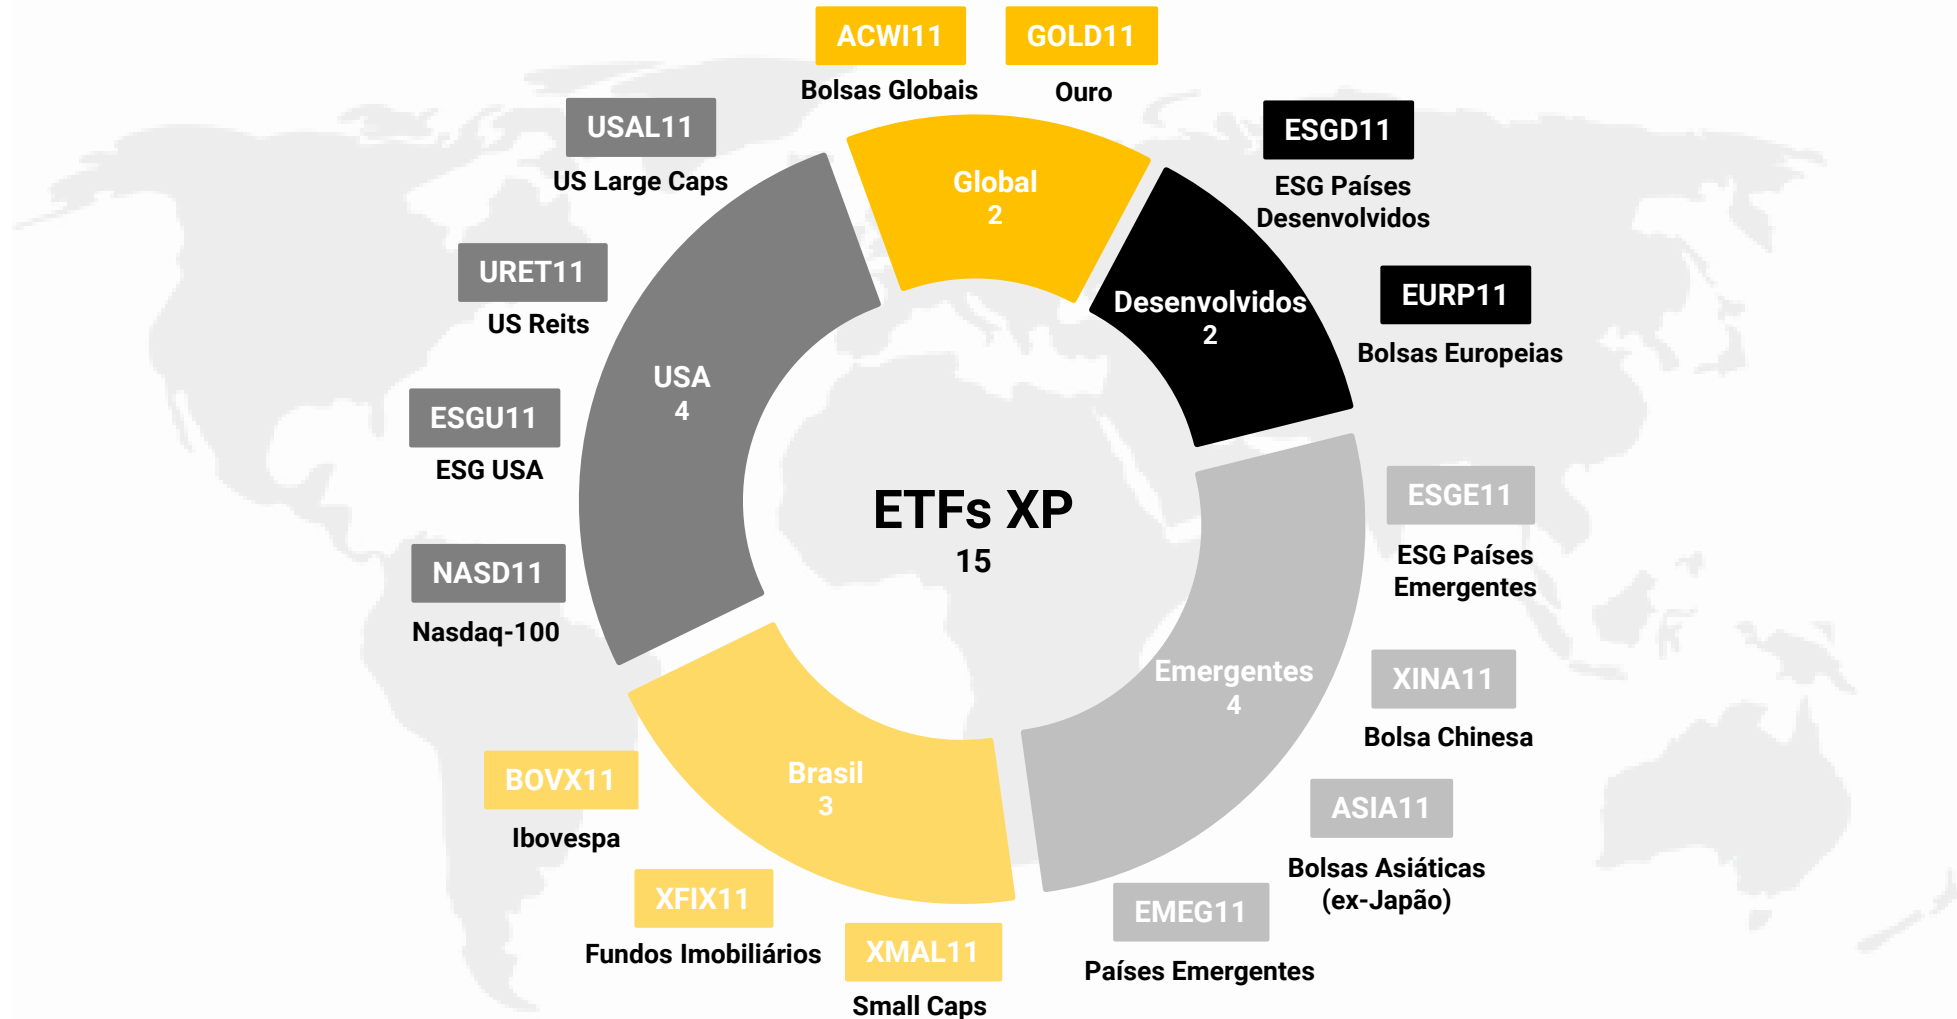 ACWI11
Bolsas Globais
GOLD11
Ouro
ESGD11
ESG Países
Desenvolvidos
EURP11
Bolsas Europeias
ESGE11
ESG Países
Emergentes
XINA11
Bolsa Chinesa
ASIA11
Bolsas Asiáticas
(ex-Japão)
EMEG11
Países Emergentes
XMAL11
Small Caps
XFIX11
Fundos Imobiliários
BOVX11
Ibovespa
NASD11
Nasdaq-100
ESGU11
ESG USA
URET11
US Reits
USAL11
US Large Caps
Global
2
Desenvolvidos
2
Emergentes
4
Brasil
3
USA
4
ETFs XP
15